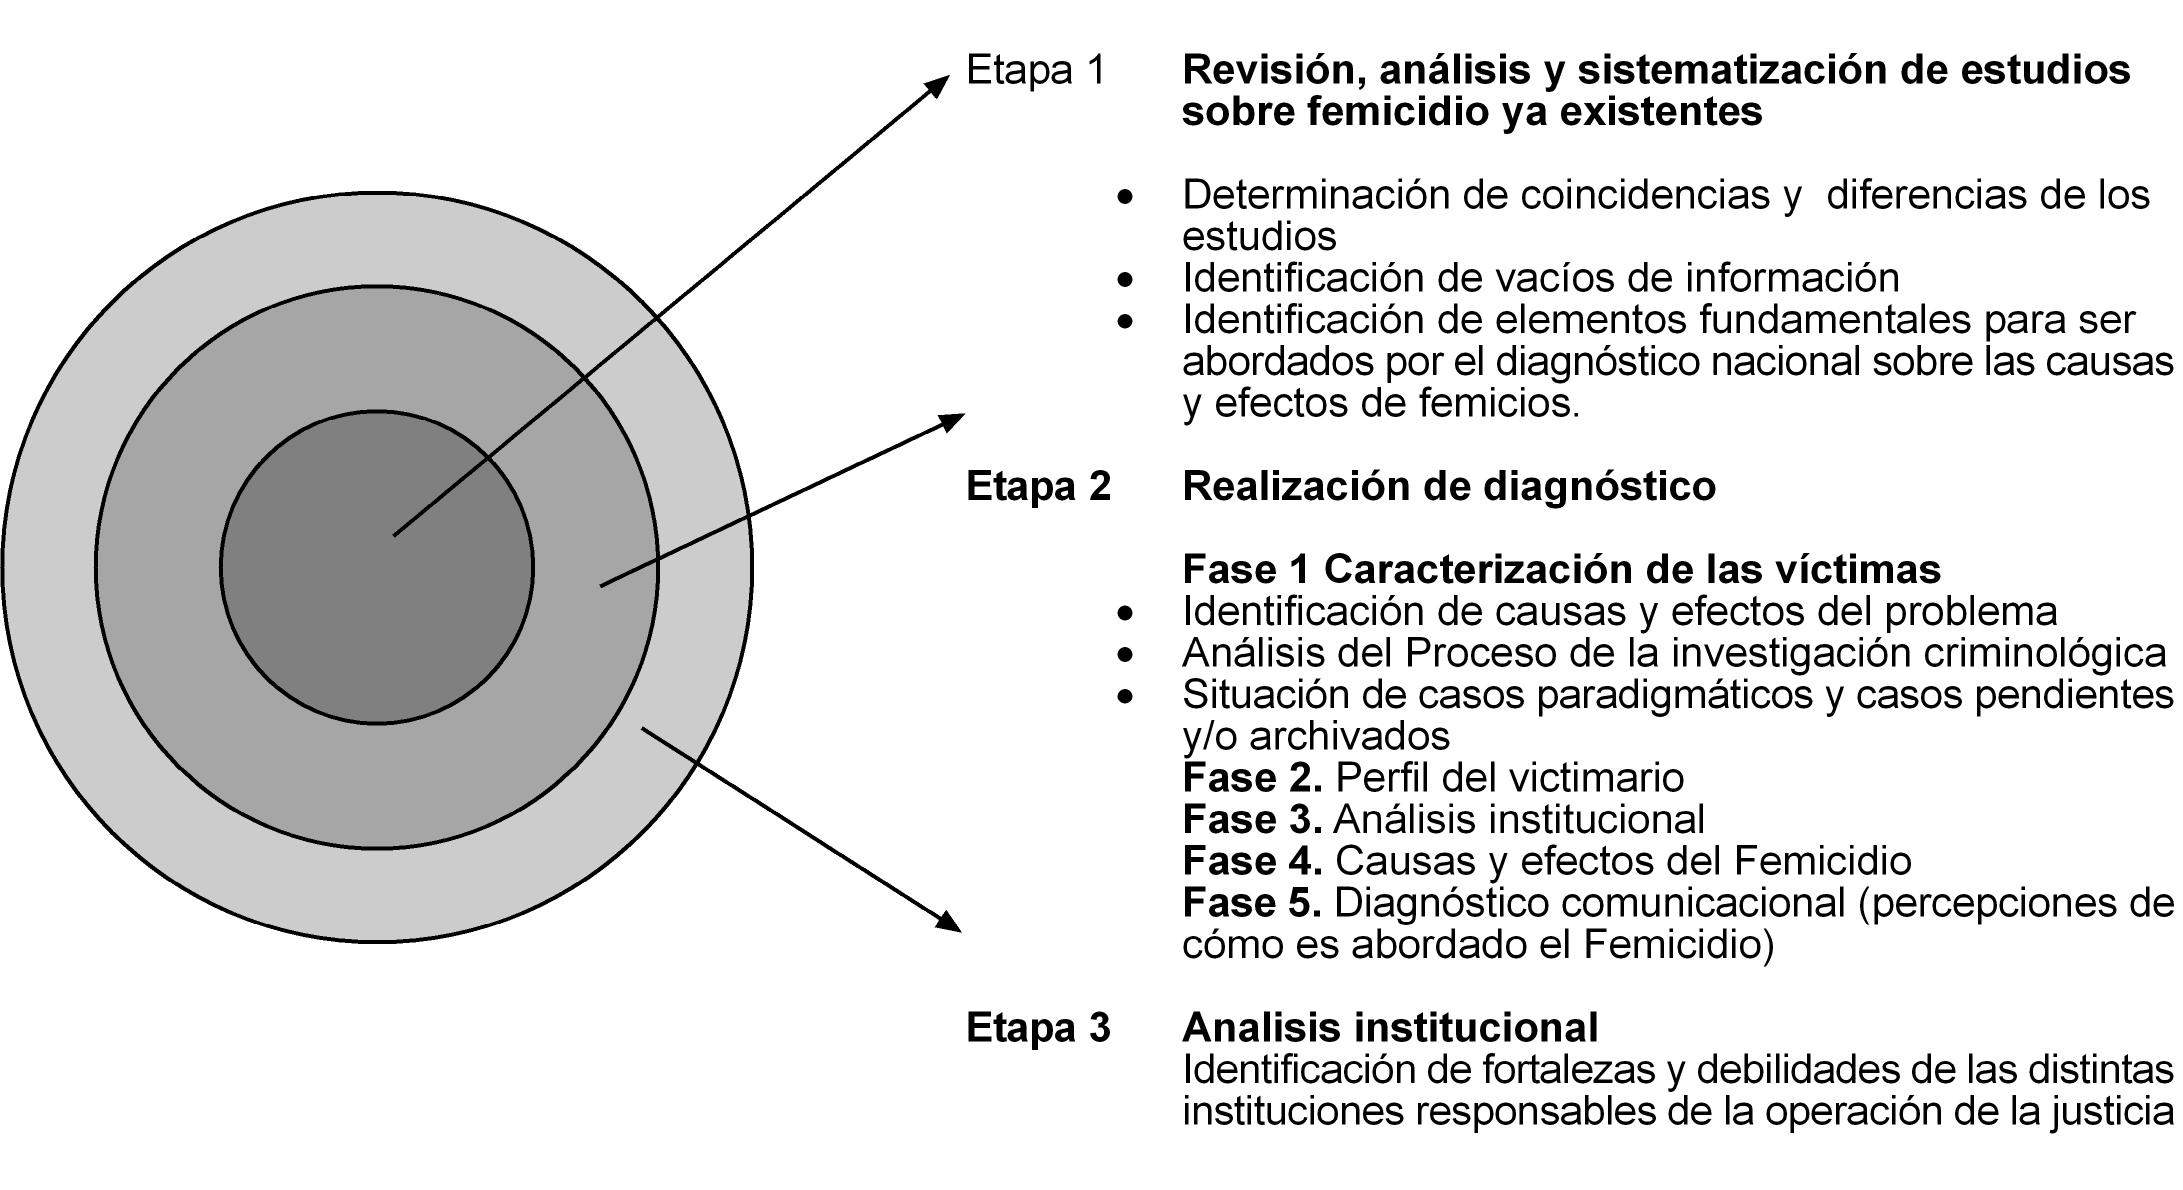 Etapa 1 Revisión, análisis y sistematización de estudios
sobre femicidio ya existentes
• Determinación de coincidencias y  diferencias de los
estudios
• Identificación de vacíos de información
• Identificación de elementos fundamentales para ser
abordados por el diagnóstico nacional sobre las causas
y efectos de femicios.
Etapa 2 Realización de diagnóstico
Fase 1 Caracterización de las víctimas
• Identificación de causas y efectos del problema
• Análisis del Proceso de la investigación criminológica
• Situación de casos paradigmáticos y casos pendientes
y/o archivados
Fase 2. Perfil del victimario
Fase 3. Análisis institucional
Fase 4. Causas y efectos del Femicidio
Fase 5. Diagnóstico comunicacional (percepciones de
cómo es abordado el Femicidio)
Etapa 3 Analisis institucional
Identificación de fortalezas y debilidades de las distintas
instituciones responsables de la operación de la justicia